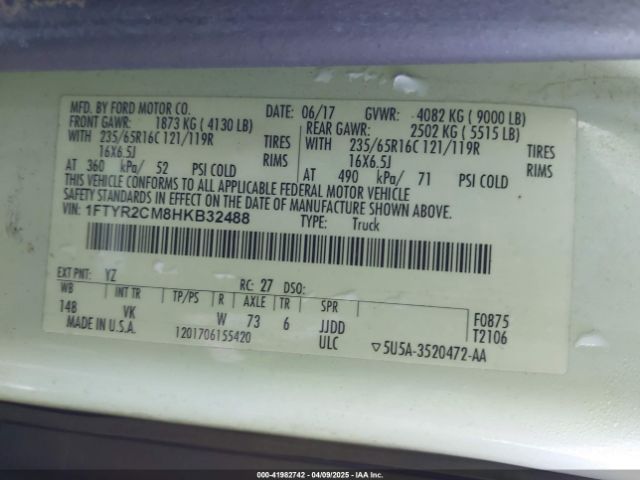 MFD. BY FORD MOTOR CO.
DATE: 06/17 GVWR: 4082 KG ( 9000 LB)
FRONT GAWR: 1873 KG ( 4130 LB)
REAR GAWR: 2502 KG ( 5515 LB)
WITH 235/65R16C 121/119R TIRES
WITH 235/65R16C 121/119R TIRES
16X6.5J RIMS
16X6.5J RIMS
AT 360 kPa/ 52 PSI COLD
AT 490 kPa/ 71 PSI COLD
THIS VEHICLE CONFORMS TO ALL APPLICABLE FEDERAL MOTOR VEHICLE
SAFETY STANDARDS IN EFFECT ON THE DATE OF MANUFACTURE SHOWN ABOVE.
VIN: 1FTYR2CM8HKB32488
TYPE: Truck
EXT PNT: YZ RC: 27 DSO:
WB INT TR TP/PS R AXLE TR SPR
148 VK W 73 6 JJDD F0875
MADE IN U.S.A. 1201706155420 ULC T2106
▽5U5A-3520472-AA
00-41982742 / 04/09/2025 - IAA Inc.